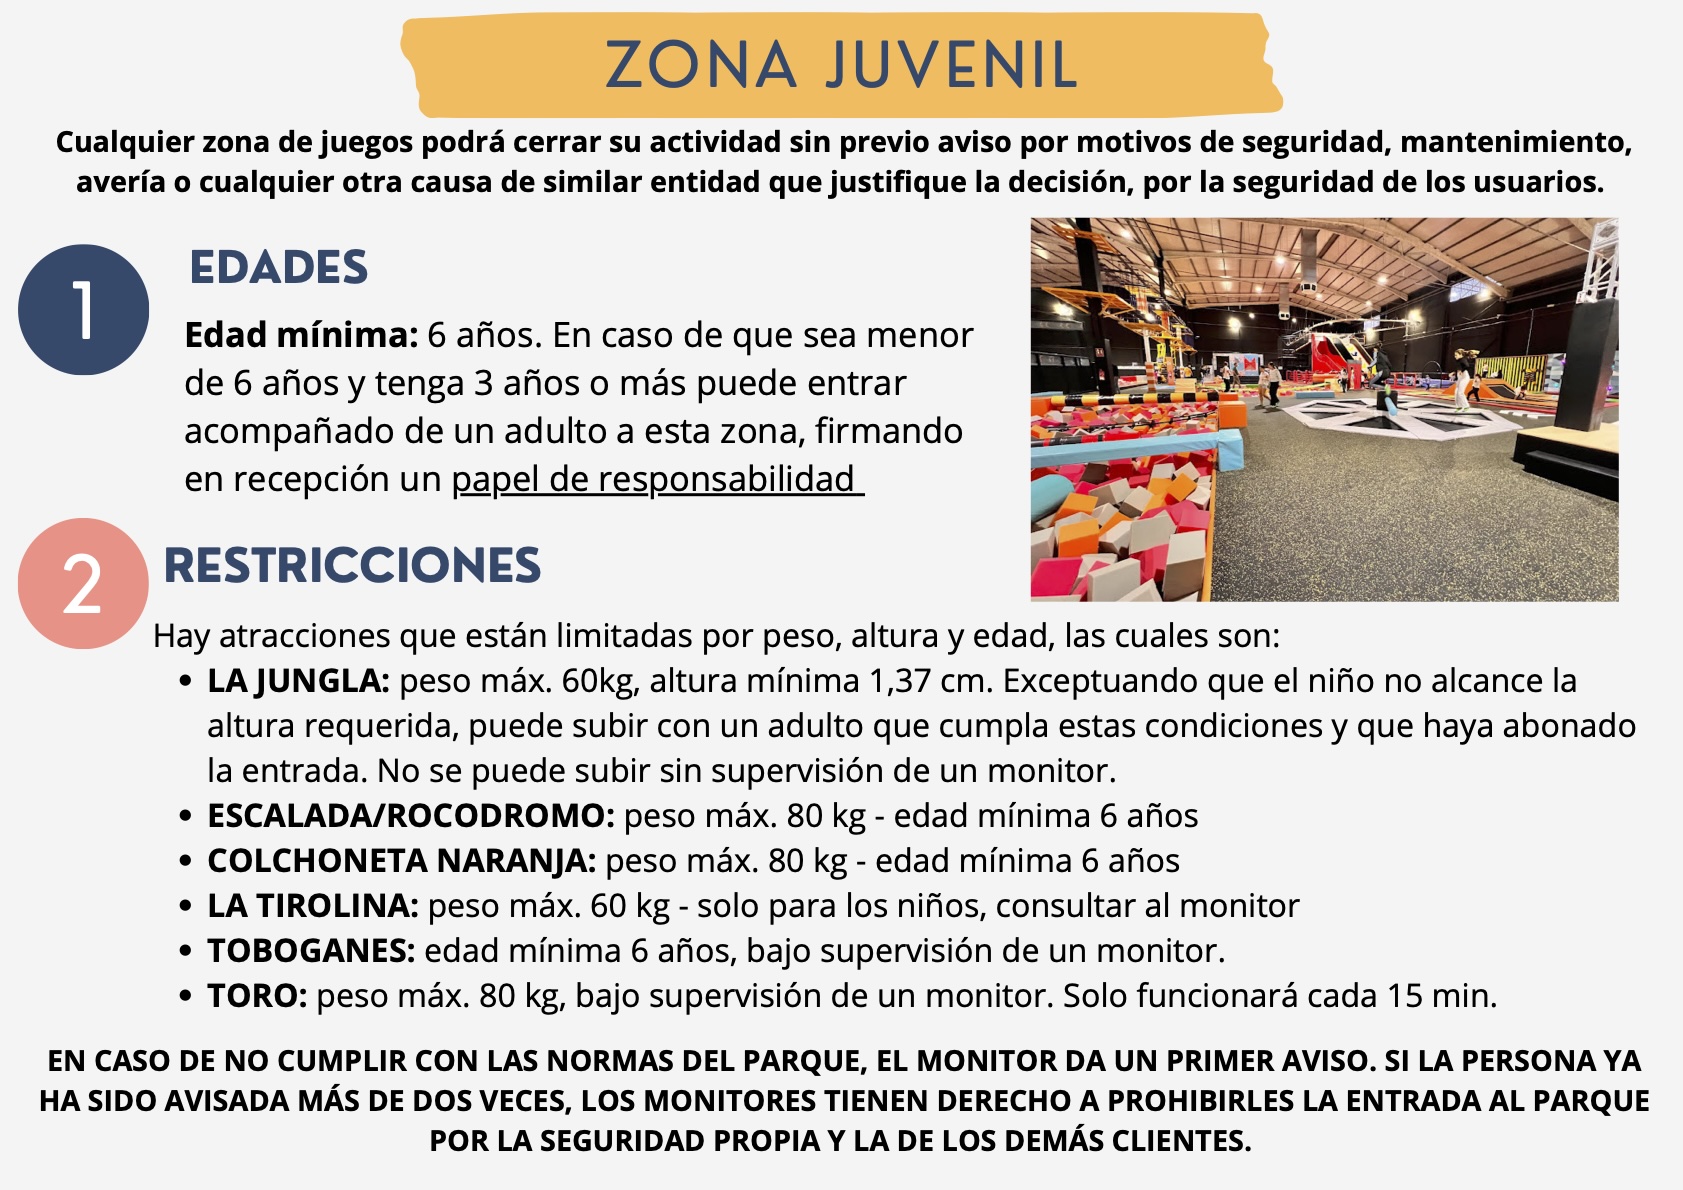 ZONA JUVENIL
Cualquier zona de juegos podrá cerrar su actividad sin previo aviso por motivos de seguridad, mantenimiento,
avería o cualquier otra causa de similar entidad que justifique la decisión, por la seguridad de los usuarios.
1
EDADES
Edad mínima: 6 años. En caso de que sea menor
de 6 años y tenga 3 años o más puede entrar
acompañado de un adulto a esta zona, firmando
en recepción un papel de responsabilidad
2
RESTRICCIONES
Hay atracciones que están limitadas por peso, altura y edad, las cuales son:
• LA JUNGLA: peso máx. 60kg, altura mínima 1,37 cm. Exceptuando que el niño no alcance la
altura requerida, puede subir con un adulto que cumpla estas condiciones y que haya abonado
la entrada. No se puede subir sin supervisión de un monitor.
• ESCALADA/ROCODROMO: peso máx. 80 kg - edad mínima 6 años
• COLCHONETA NARANJA: peso máx. 80 kg - edad mínima 6 años
• LA TIROLINA: peso máx. 60 kg - solo para los niños, consultar al monitor
• TOBOGANES: edad mínima 6 años, bajo supervisión de un monitor.
• TORO: peso máx. 80 kg, bajo supervisión de un monitor. Solo funcionará cada 15 min.
EN CASO DE NO CUMPLIR CON LAS NORMAS DEL PARQUE, EL MONITOR DA UN PRIMER AVISO. SI LA PERSONA YA
HA SIDO AVISADA MÁS DE DOS VECES, LOS MONITORES TIENEN DERECHO A PROHIBIRLES LA ENTRADA AL PARQUE
POR LA SEGURIDAD PROPIA Y LA DE LOS DEMÁS CLIENTES.